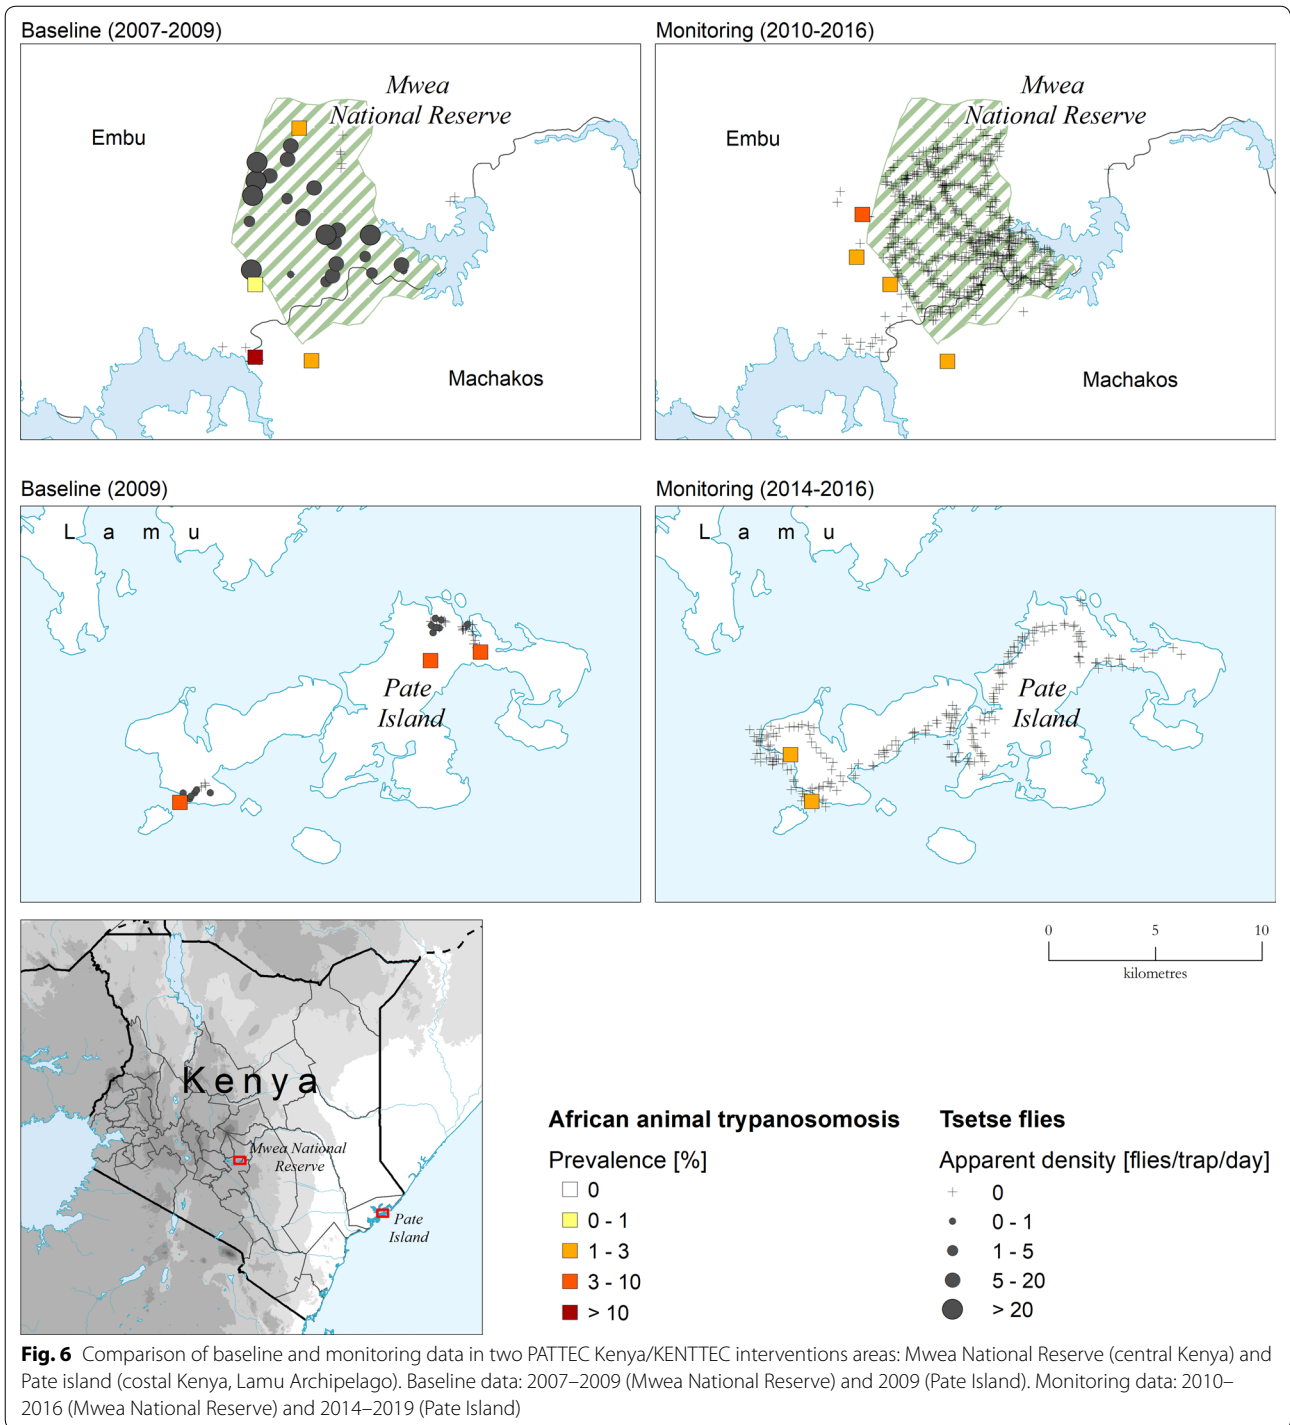 Baseline (2007-2009)
Mwea
National Reserve
Embu
Machakos
Monitoring (2010-2016)
Mwea
National Reserve
Embu
Machakos
Baseline (2009)
L a m u
Pate
Island
Monitoring (2014-2016)
L a m u
Pate
Island
0 5 10
kilometres
Kenya
Mwea National
Reserve
Pate
Island
African animal trypanosomosis
Prevalence [%]
0
0 - 1
1 - 3
3 - 10
> 10
Tsetse flies
Apparent density [flies/trap/day]
0
0 - 1
1 - 5
5 - 20
> 20
Fig. 6 Comparison of baseline and monitoring data in two PATTEC Kenya/KENTTEC interventions areas: Mwea National Reserve (central Kenya) and
Pate island (costal Kenya, Lamu Archipelago). Baseline data: 2007–2009 (Mwea National Reserve) and 2009 (Pate Island). Monitoring data: 2010–
2016 (Mwea National Reserve) and 2014–2019 (Pate Island)